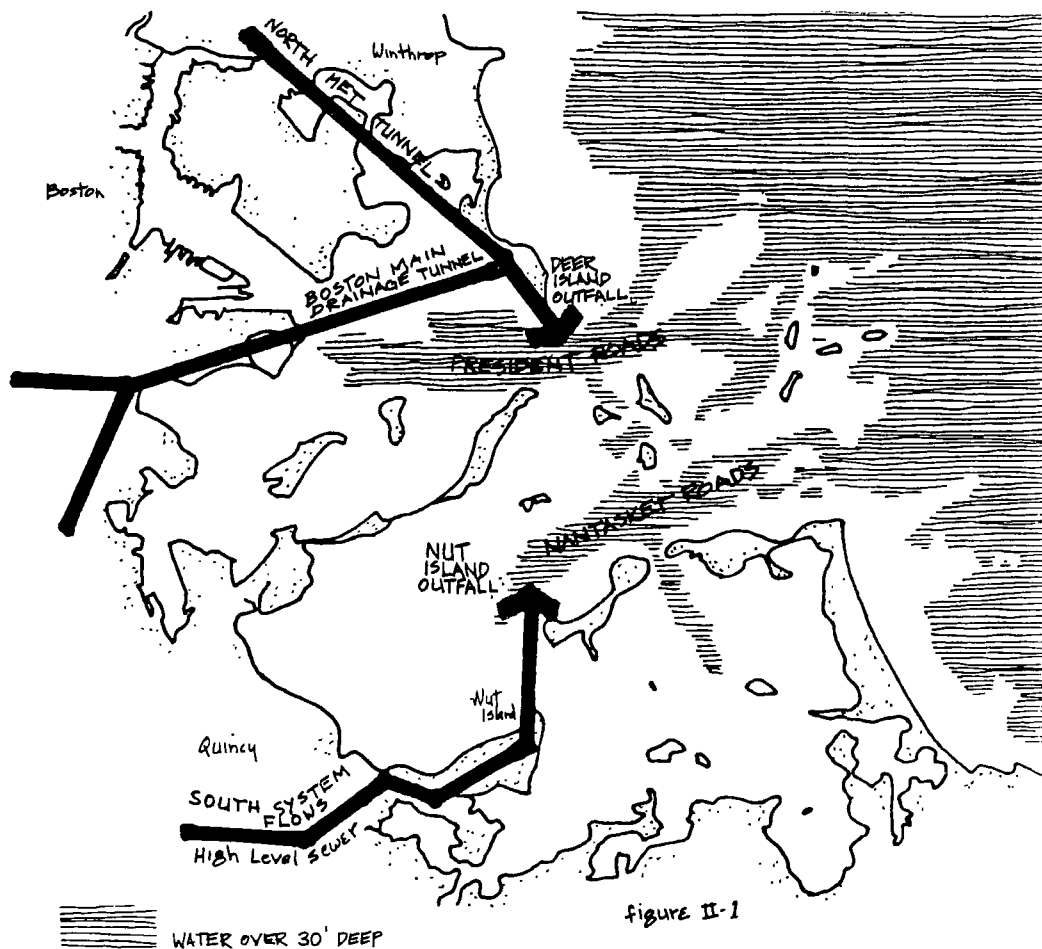 NORTH MET TUNNEL D
Winthrop
Boston
BOSTON MAIN
DRAINAGE TUNNEL
DEER
ISLAND
OUTFALL
PRESIDENT ROADS
NANTASKET ROADS
NUT
ISLAND
OUTFALL
Nut
Island
Quincy
SOUTH SYSTEM
FLOWS
High Level Sewer
figure II-1
WATER OVER 30' DEEP